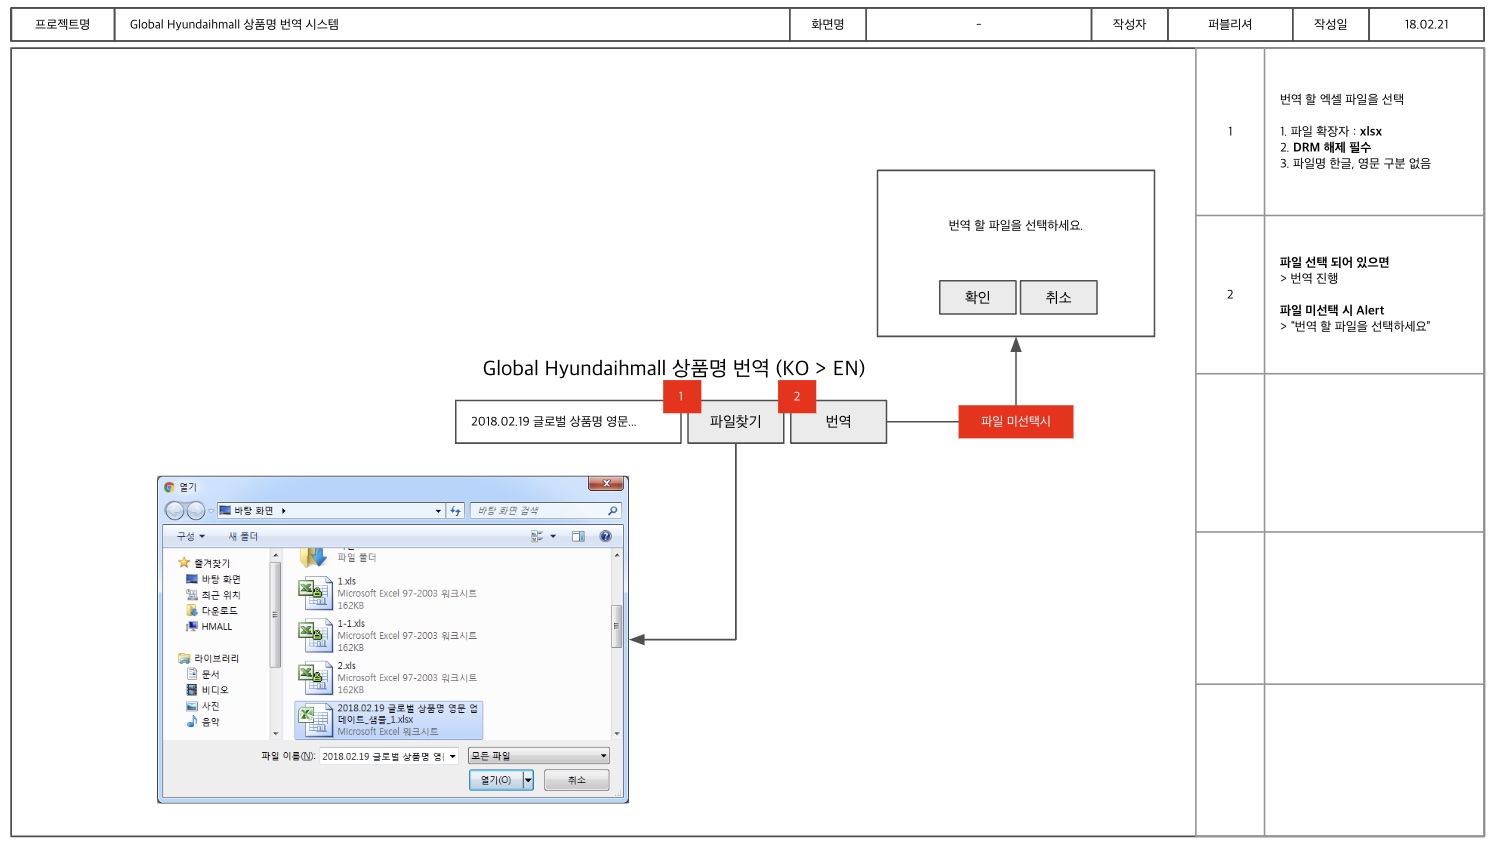 프로젝트명
Global Hyundaihmall 상품명 번역 시스템
화면명
-
작성자
퍼블리셔
작성일
18.02.21
1
번역 할 엑셀 파일을 선택
1. 파일 확장자 : xlsx
2. DRM 해제 필수
3. 파일명 한글, 영문 구분 없음
2
파일 선택 되어 있으면
> 번역 진행
파일 미선택 시 Alert
> "번역 할 파일을 선택하세요"
번역 할 파일을 선택하세요.
확인
취소
Global Hyundaihmall 상품명 번역 (KO > EN)
1
2
2018.02.19 글로벌 상품명 영문...
파일찾기
번역
파일 미선택시
열기
바탕 화면
바탕 화면 검색
구성
새 폴더
즐겨찾기
바탕 화면
최근 위치
다운로드
HMALL
라이브러리
문서
비디오
사진
음악
파일 폴더
1.xls
Microsoft Excel 97-2003 워크시트
162KB
1-1.xls
Microsoft Excel 97-2003 워크시트
162KB
2.xls
Microsoft Excel 97-2003 워크시트
162KB
2018.02.19 글로벌 상품명 영문 업
데이트_샘플_1.xlsx
Microsoft Excel 워크시트
파일 이름(N):
2018.02.19 글로벌 상품명 영
모든 파일
열기(O)
취소